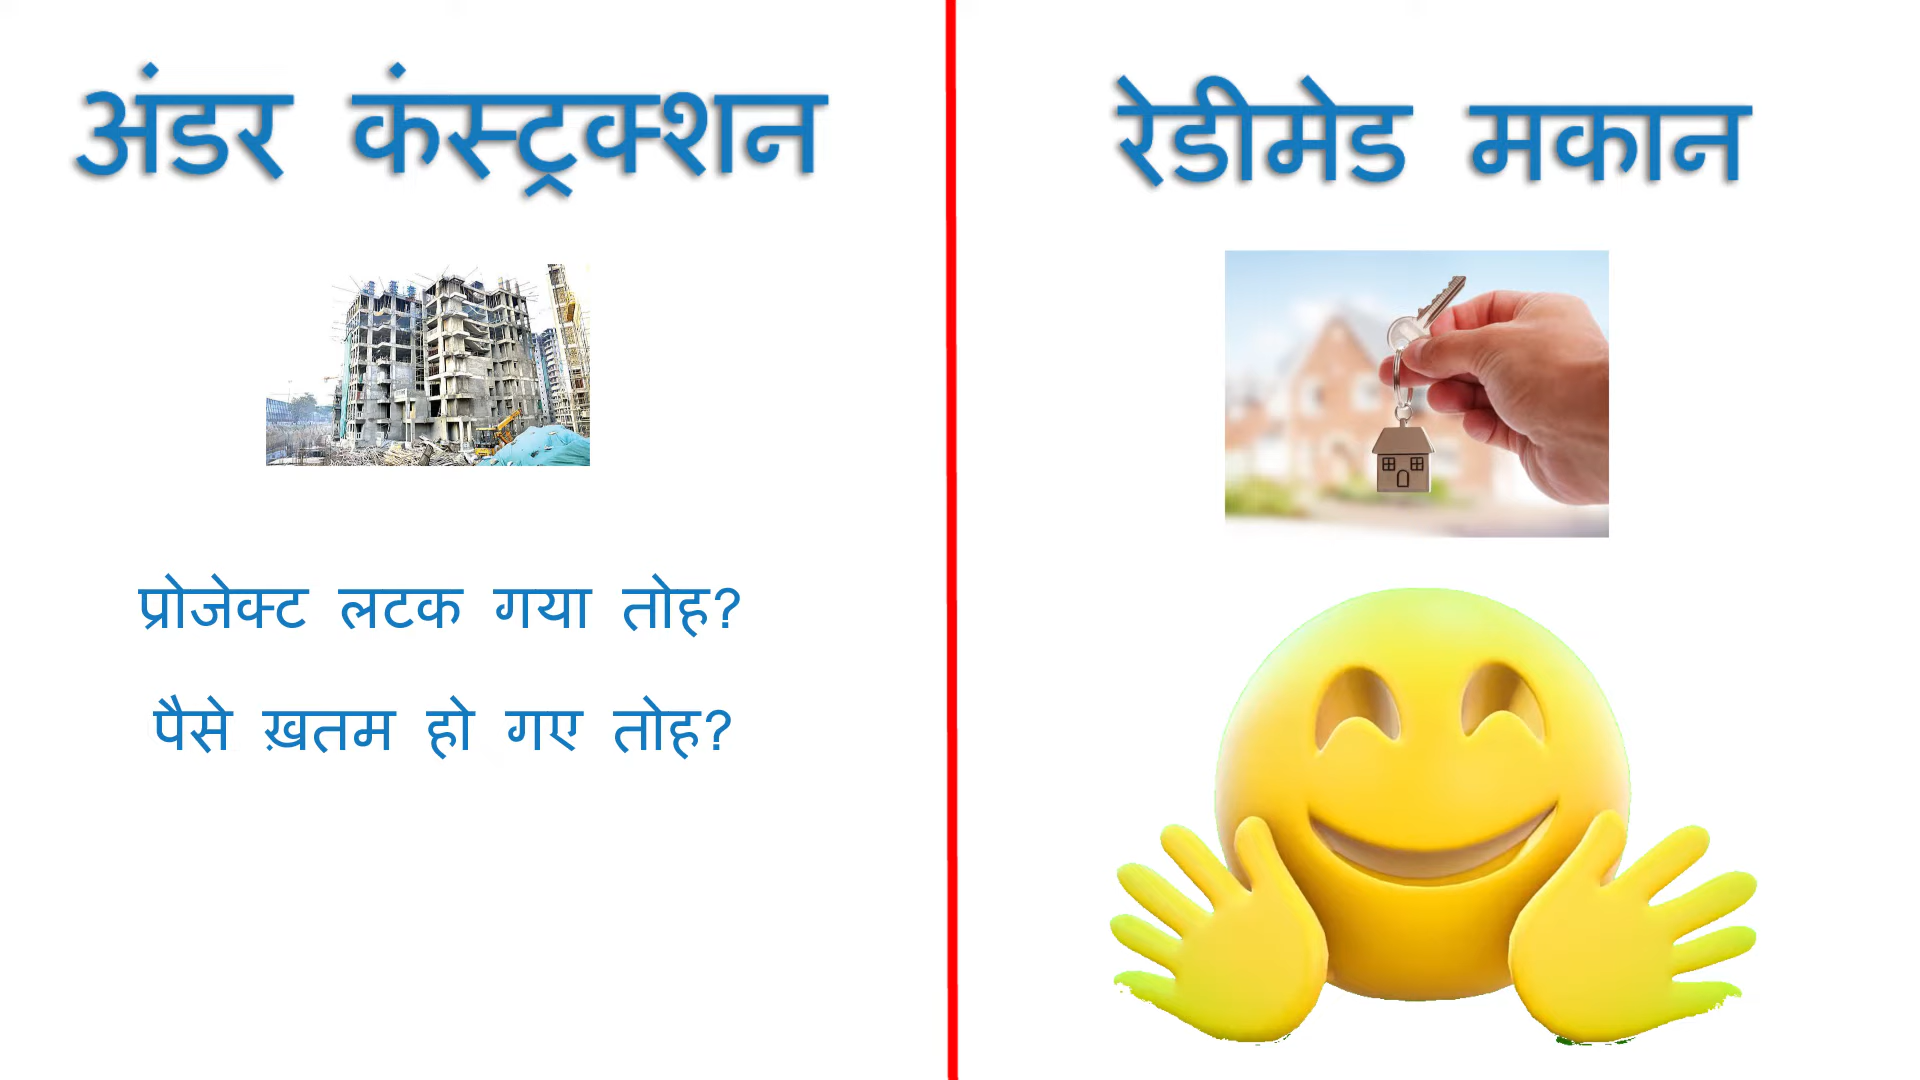 अंडर कंस्ट्रक्शन
रेडीमेड मकान
प्रोजेक्ट लटक गया तोह?
पैसे ख़तम हो गए तोह?